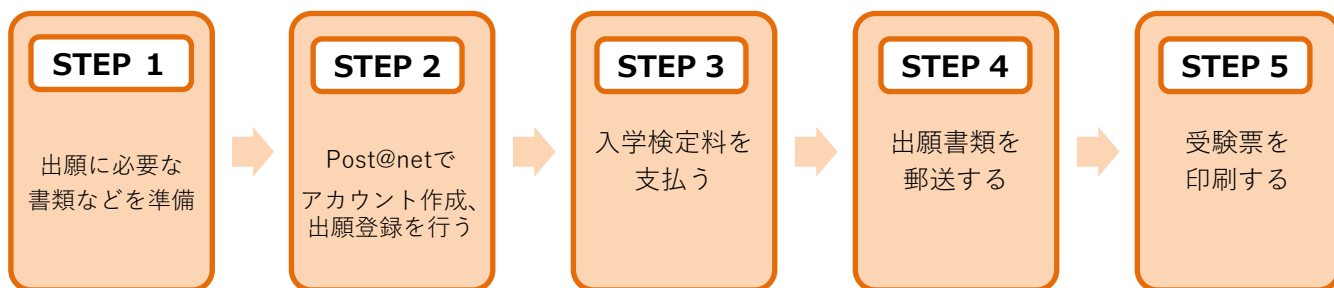 STEP 1
出願に必要な
書類などを準備
STEP 2
Post@netで
アカウント作成、
出願登録を行う
STEP 3
入学検定料を
支払う
STEP 4
出願書類を
郵送する
STEP 5
受験票を
印刷する